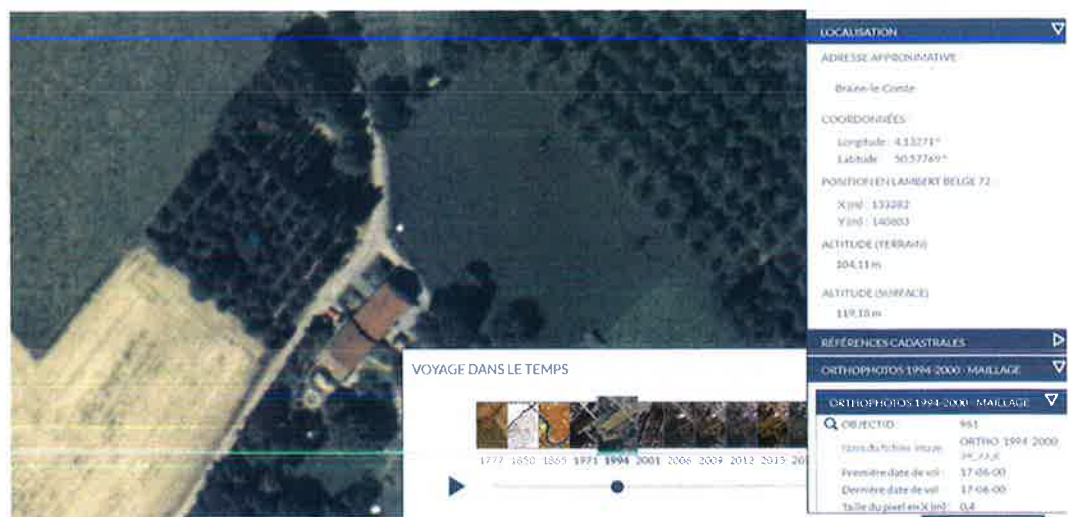 LOCALISATION
ADRESSE APPROXIMATIVE
Braine-le Comte
COORDONNÉES
Longitude : 4,13271°
Latitude 50,57769°
POSITION EN LAMBERT BELGE 72
X (m) : 133282
Y (m) : 140803
ALTITUDE (TERRAIN)
104,11 m
ALTITUDE (SURFACE)
119,18 m
RÉFÉRENCES CADASTRALES
ORTHOPHOTOS 1994-2000 - MAILLAGE
ORTHOPHOTOS 1994-2000 - MAILLAGE
OBJECTID : 961
Nom du fichier image ORTHO 1994 2000
Première date de vol : 17-06-00
Dernière date de vol 17-06-00
Taille du pixel en X (m) : 0,4
VOYAGE DANS LE TEMPS
1777 1850 1865 1971 1994 2001 2006 2009 2012 2015